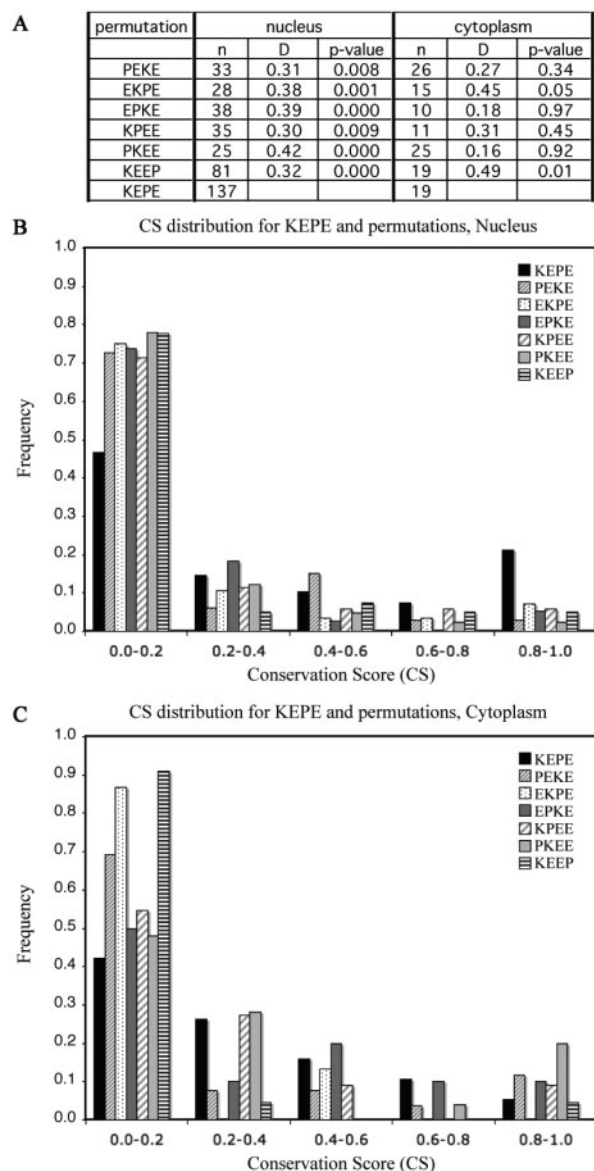 A
permutation nucleus cytoplasm
n D p-value n D p-value
PEKE 33 0.31 0.008 26 0.27 0.34
EKPE 28 0.38 0.001 15 0.45 0.05
EPKE 38 0.39 0.000 10 0.18 0.97
KPEE 35 0.30 0.009 11 0.31 0.45
PKEE 25 0.42 0.000 25 0.16 0.92
KEEP 81 0.32 0.000 19 0.49 0.01
KEPE 137 19
B CS distribution for KEPE and permutations, Nucleus
1.0
0.9
0.8
0.7
0.6
0.5
0.4
0.3
0.2
0.1
0.0
Frequency
KEPE
PEKE
EKPE
EPKE
KPEE
PKEE
KEEP
0.0-0.2 0.2-0.4 0.4-0.6 0.6-0.8 0.8-1.0
Conservation Score (CS)
C CS distribution for KEPE and permutations, Cytoplasm
1.0
0.9
0.8
0.7
0.6
0.5
0.4
0.3
0.2
0.1
0.0
Frequency
KEPE
PEKE
EKPE
EPKE
KPEE
PKEE
KEEP
0.0-0.2 0.2-0.4 0.4-0.6 0.6-0.8 0.8-1.0
Conservation Score (CS)